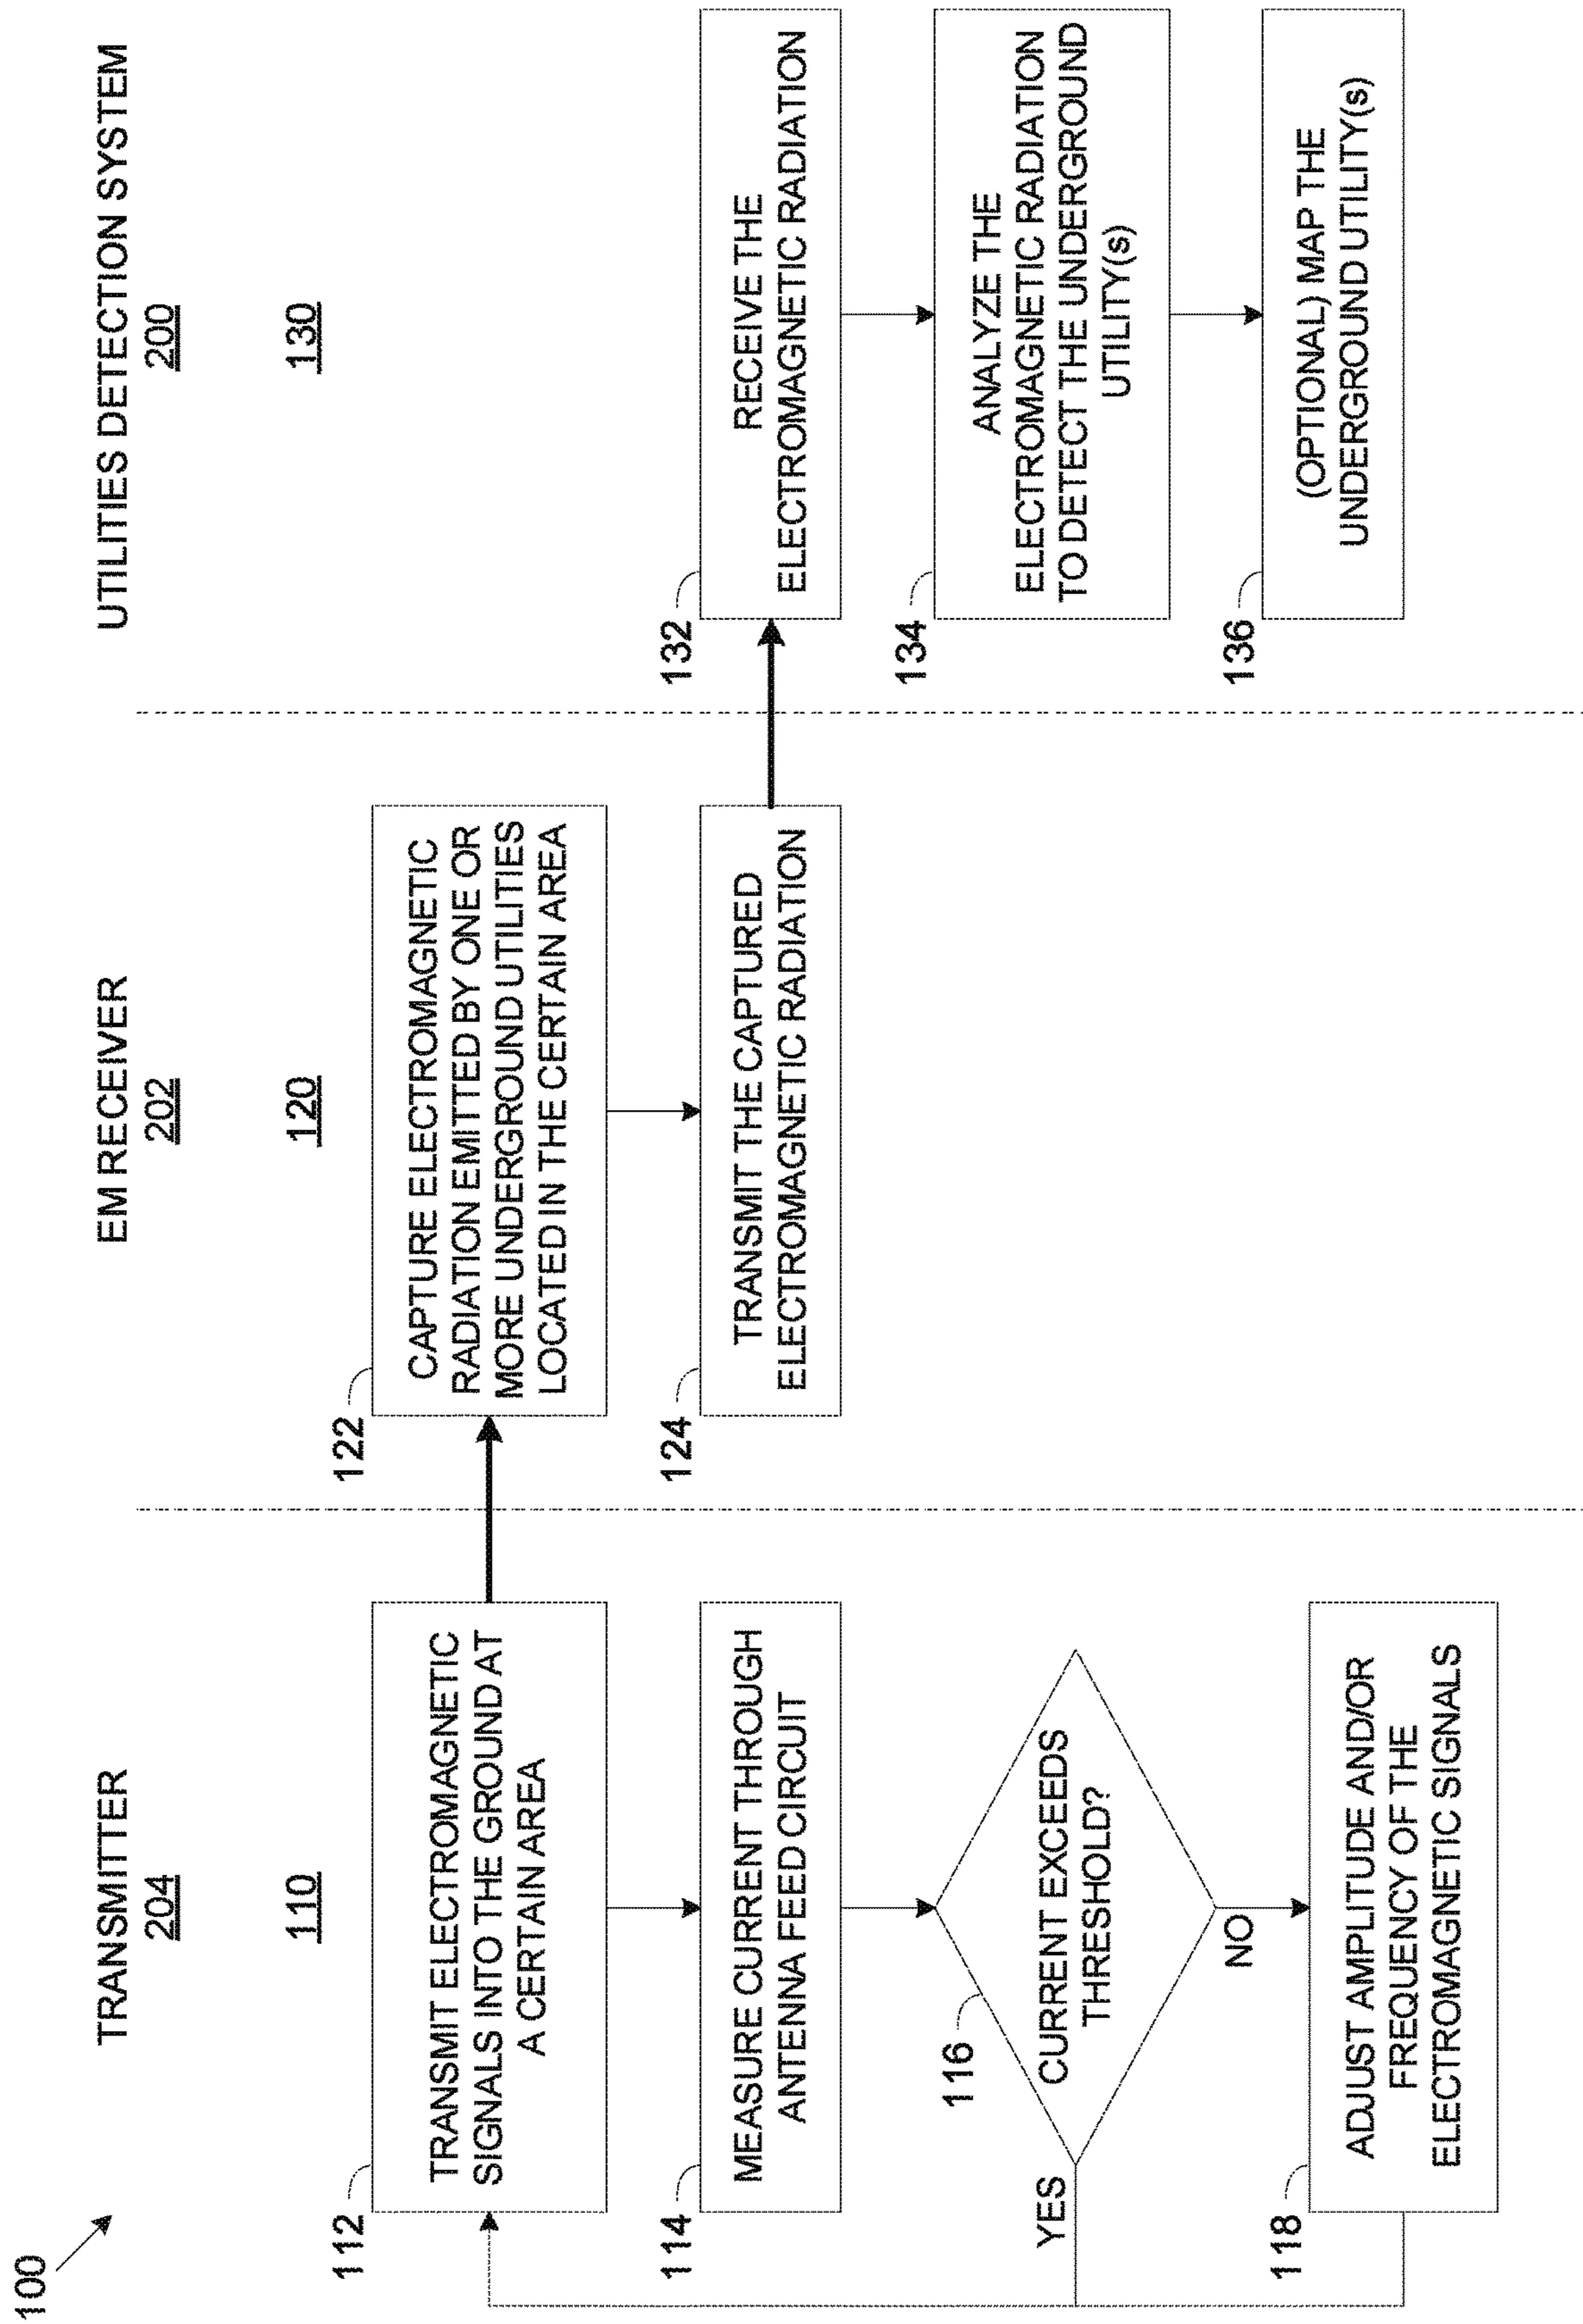 100
TRANSMITTER
204
110
112
TRANSMIT ELECTROMAGNETIC
SIGNALS INTO THE GROUND AT
A CERTAIN AREA
114
MEASURE CURRENT THROUGH
ANTENNA FEED CIRCUIT
116
CURRENT EXCEEDS
THRESHOLD?
YES
NO
118
ADJUST AMPLITUDE AND/OR
FREQUENCY OF THE
ELECTROMAGNETIC SIGNALS
EM RECEIVER
202
120
122
CAPTURE ELECTROMAGNETIC
RADIATION EMITTED BY ONE OR
MORE UNDERGROUND UTILITIES
LOCATED IN THE CERTAIN AREA
124
TRANSMIT THE CAPTURED
ELECTROMAGNETIC RADIATION
UTILITIES DETECTION SYSTEM
200
130
132
RECEIVE THE
ELECTROMAGNETIC RADIATION
134
ANALYZE THE
ELECTROMAGNETIC RADIATION
TO DETECT THE UNDERGROUND
UTILITY(s)
136
(OPTIONAL) MAP THE
UNDERGROUND UTILITY(s)